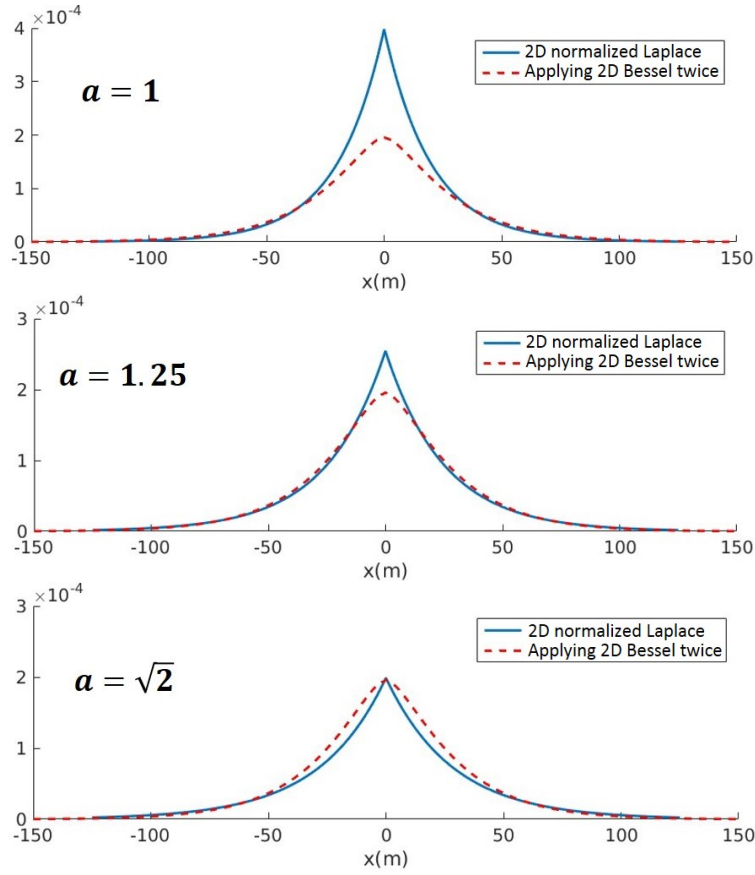 ×10⁻⁴
4
3
2
1
0
a = 1
2D normalized Laplace
Applying 2D Bessel twice
-150 -100 -50 0 50 100 150
x(m)
×10⁻⁴
3
2
1
0
a = 1.25
2D normalized Laplace
Applying 2D Bessel twice
-150 -100 -50 0 50 100 150
x(m)
×10⁻⁴
3
2
1
0
a = √2
2D normalized Laplace
Applying 2D Bessel twice
-150 -100 -50 0 50 100 150
x(m)